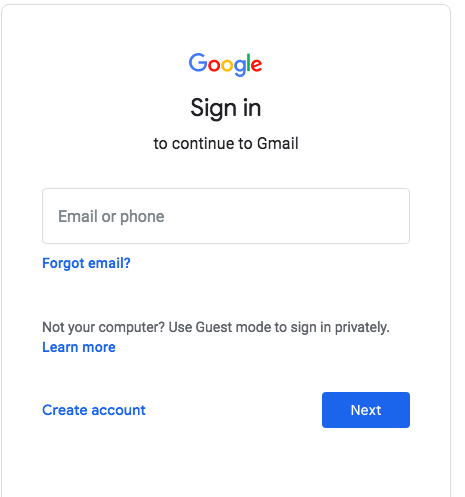 Google
Sign in
to continue to Gmail
Email or phone
Forgot email?
Not your computer? Use Guest mode to sign in privately.
Learn more
Create account
Next